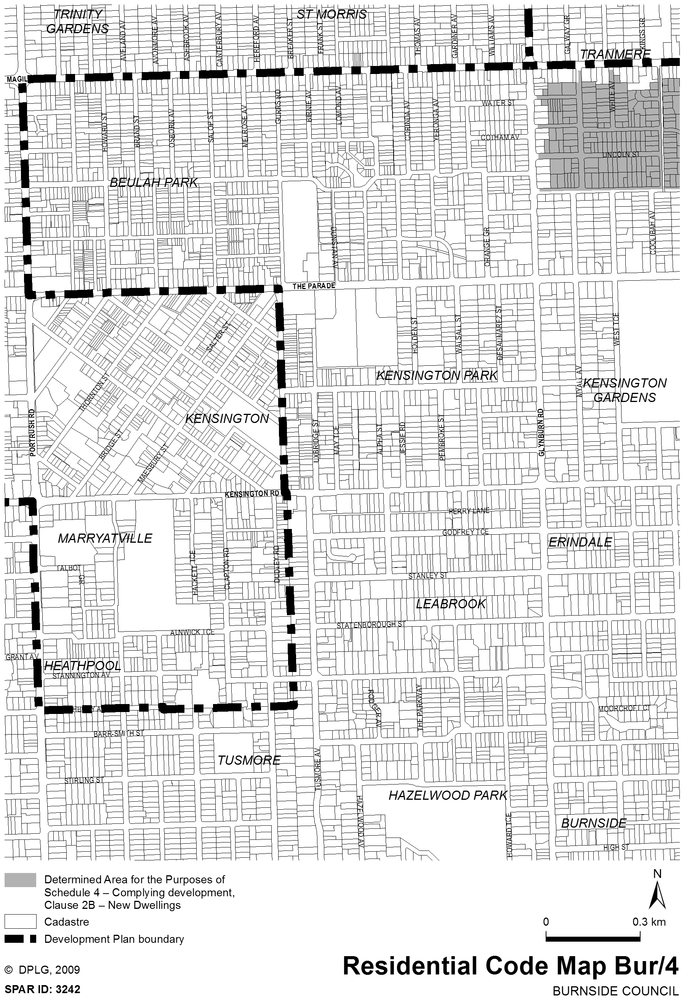 TRINITY
GARDENS
ST MORRIS
AVELAND AV
AVONMORE AV
ASHBROOK AV
CANTERBURY AV
HEREFORD AV
BREAKER ST
FRANK ST
THOMAS AV
GARDINER AV
WILLIAMS AV
GALWAY GR
KINGS GR
TRANMERE
MAGIL
HOWARD ST
BRAND ST
OSBORN AV
SALOP ST
MELROSE AV
GURRS RD
BIRNIE AV
LOMOND AV
CORINDA AV
YERONGA AV
WATER ST
WHITE AV
COTHAM AV
LINCOLN ST
BEULAH PARK
DUNSTAN AV
ORANGE GR
COOLIBAH AV
THE PARADE
SALTER ST
HOLDEN ST
WALSALL ST
DESAUMAREZ ST
WEST TCE
KENSINGTON PARK
MYALL AV
KENSINGTON
GARDENS
THORNTON ST
KENSINGTON
PORTRUSH RD
BRIDGE ST
MAESBURY ST
UXBRIDGE ST
MAY TCE
ALPHA ST
JESSIE RD
PEMBROKE ST
GLYNBURN RD
KENSINGTON RD
PERRY LANE
GODFREY TCE
MARRYATVILLE
ERINDALE
TALBOT
GR
HACKETT TCE
CLAPTON RD
DUDLEY RD
STANLEY ST
LEABROOK
STATENBOROUGH ST
ALNWICK TCE
GRANT AV
HEATHPOOL
STANNINGTON AV
RODGER AV
THE PARKWAY
MOORCROFT CT
BARR-SMITH ST
TUSMORE
TUSMORE AV
STIRLING ST
HAZELWOOD PARK
HAZELWOOD AV
HOWARD TCE
BURNSIDE
HIGH ST
Determined Area for the Purposes of
Schedule 4 – Complying development,
Clause 2B – New Dwellings
Cadastre
Development Plan boundary
N
0 0.3 km
© DPLG, 2009
SPAR ID: 3242
Residential Code Map Bur/4
BURNSIDE COUNCIL